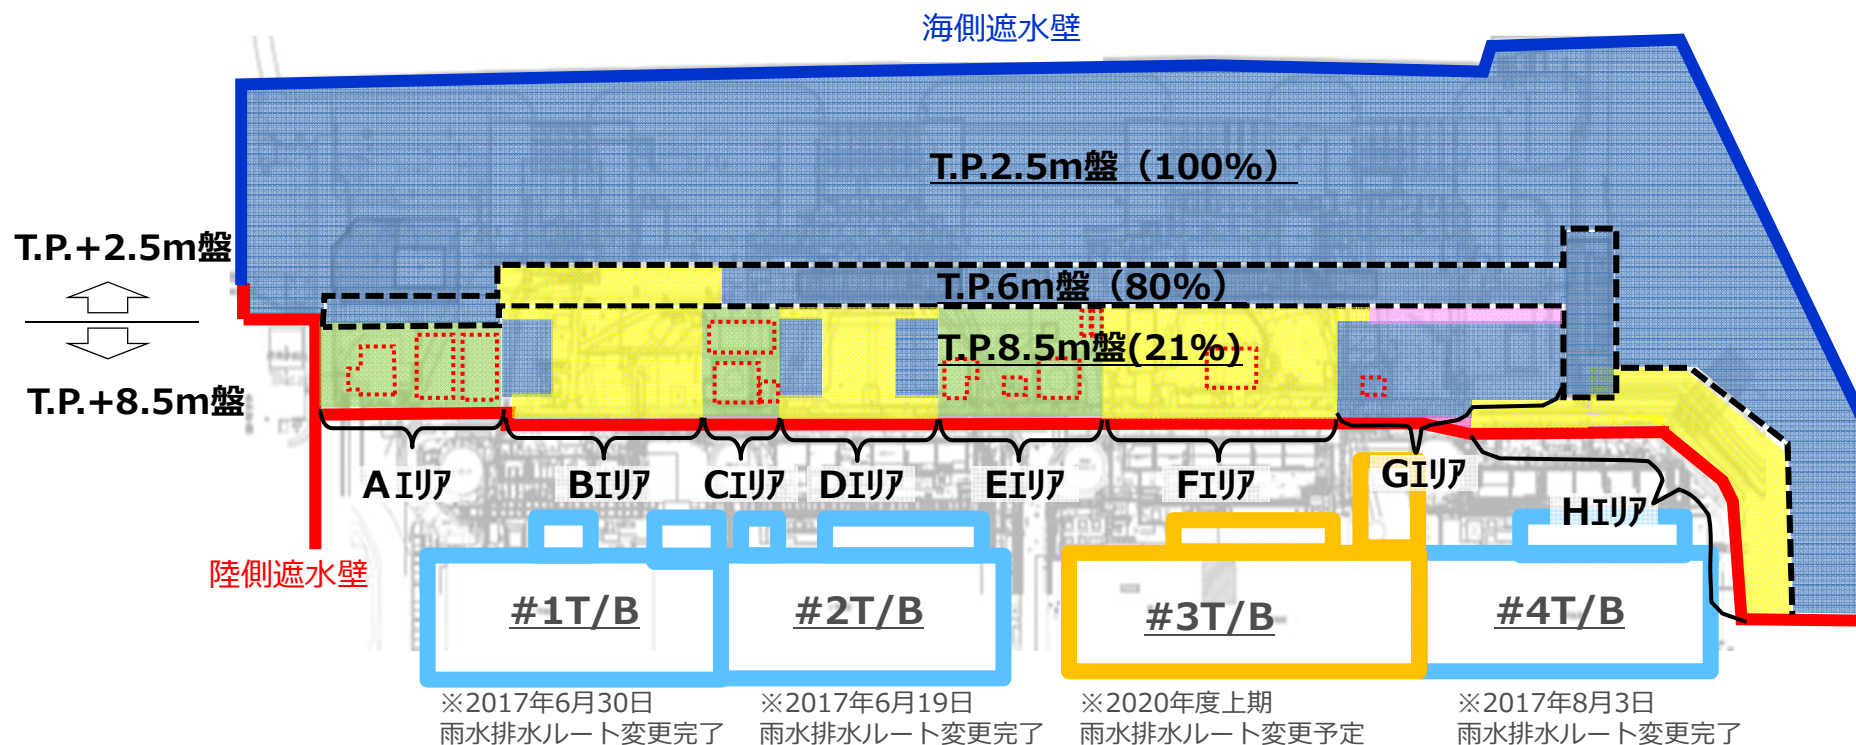 海側遮水壁
T.P.2.5m盤（100%）
T.P.+2.5m盤
T.P.6m盤（80%）
T.P.8.5m盤(21%)
T.P.+8.5m盤
Aｴﾘｱ
Bｴﾘｱ
Cｴﾘｱ
Dｴﾘｱ
Eｴﾘｱ
Fｴﾘｱ
Gｴﾘｱ
Hｴﾘｱ
陸側遮水壁
#1T/B
#2T/B
#3T/B
#4T/B
※2017年6月30日
雨水排水ルート変更完了
※2017年6月19日
雨水排水ルート変更完了
※2020年度上期
雨水排水ルート変更予定
※2017年8月3日
雨水排水ルート変更完了